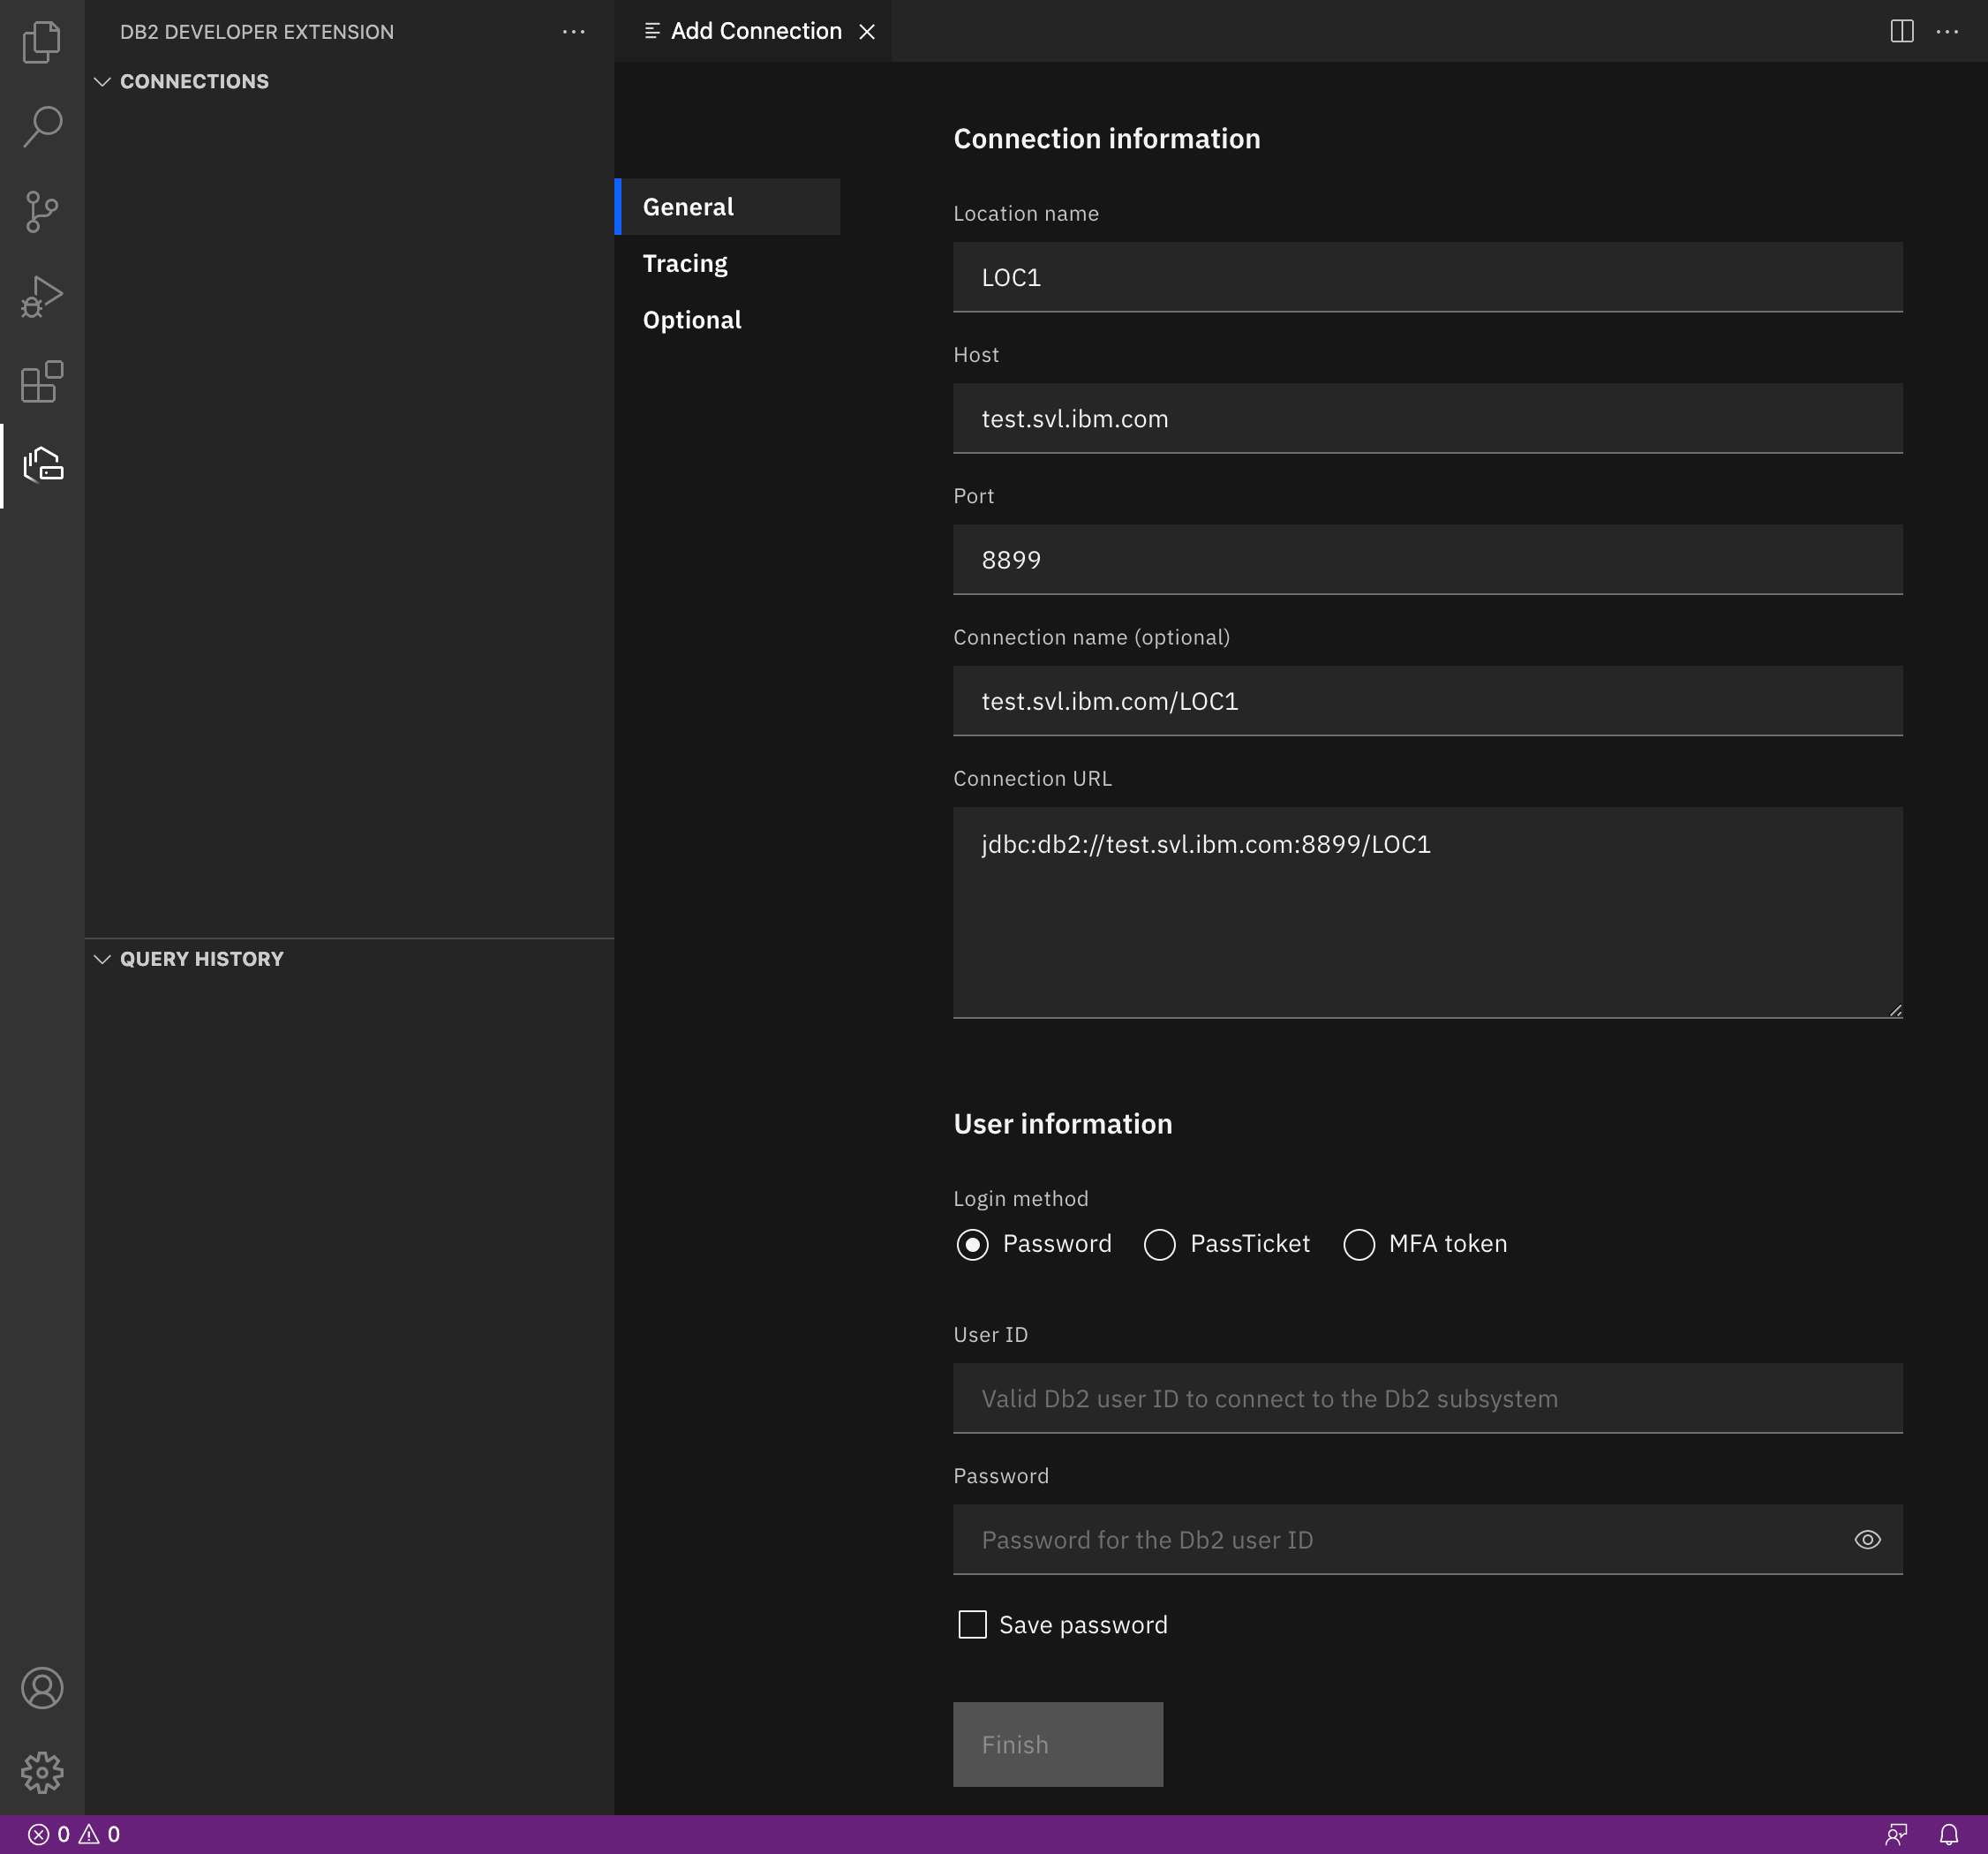 DB2 DEVELOPER EXTENSION
CONNECTIONS
QUERY HISTORY
Add Connection
General
Tracing
Optional
Connection information
Location name
LOC1
Host
test.svl.ibm.com
Port
8899
Connection name (optional)
test.svl.ibm.com/LOC1
Connection URL
jdbc:db2://test.svl.ibm.com:8899/LOC1
User information
Login method
Password PassTicket MFA token
User ID
Valid Db2 user ID to connect to the Db2 subsystem
Password
Password for the Db2 user ID
Save password
Finish
0 0